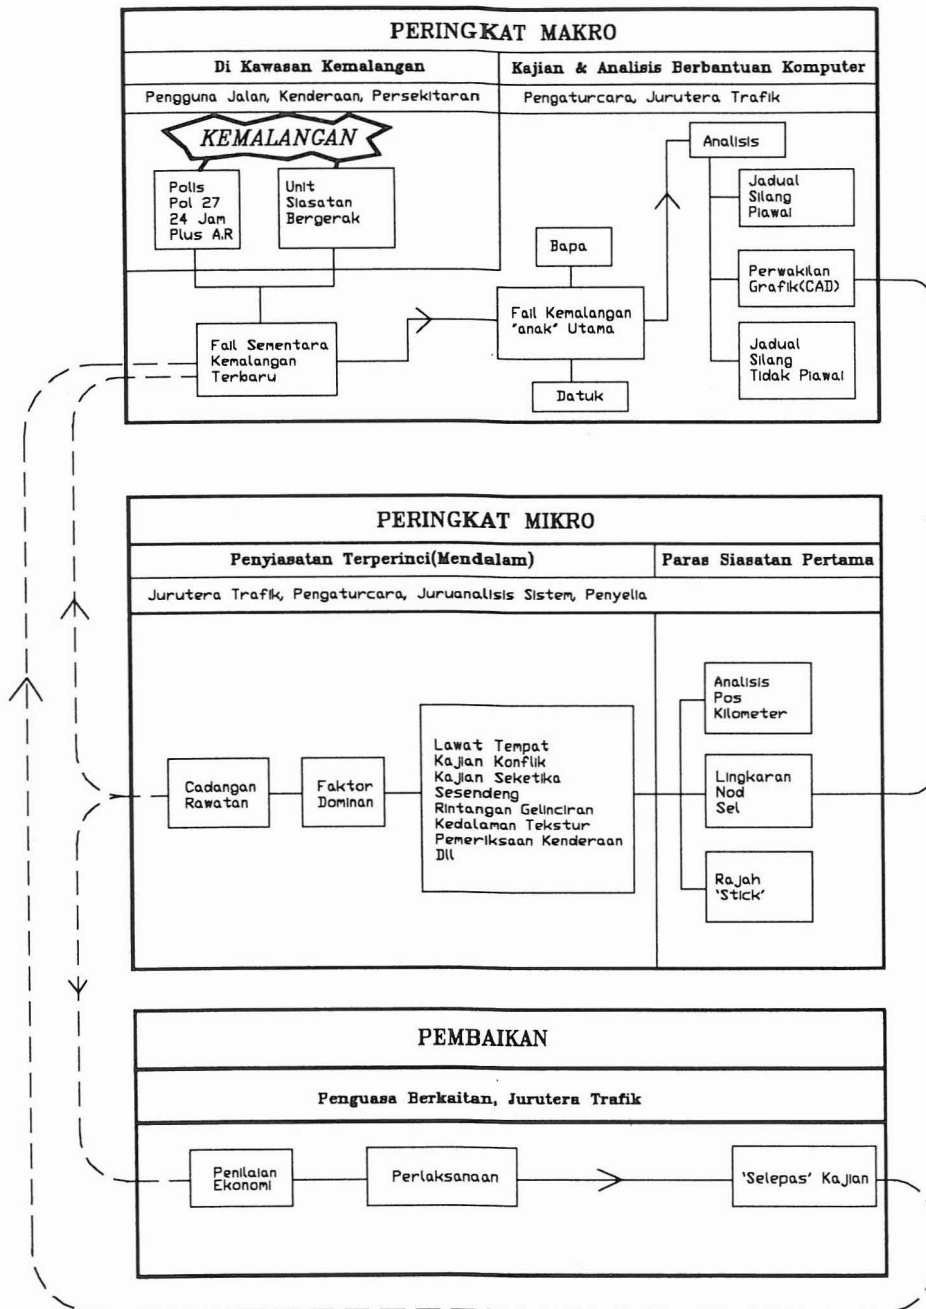 PERINGKAT MAKRO
Di Kawasan Kemalangan
Kajian & Analisis Berbantuan Komputer
Pengguna Jalan, Kenderaan, Persekitaran
Pengaturcara, Jurutera Trafik
KEMALANGAN
Polis
Pol 27
24 Jam
Plus A.R
Unit
Siasatan
Bergerak
Fail Sementara
Kemalangan
Terbaru
Bapa
Fail Kemalangan
"anak" Utama
Datuk
Analisis
Jadual
Silang
Piawai
Perwakilan
Grafik(CAD)
Jadual
Silang
Tidak Piawai
PERINGKAT MIKRO
Penyiasatan Terperinci(Mendalam)
Paras Siasatan Pertama
Jurutera Trafik, Pengaturcara, Juruanalisis Sistem, Penyelia
Cadangan
Rawatan
Faktor
Dominan
Lawat Tempat
Kajian Konflik
Kajian Seketika
Sesendeng
Rintangan Gelinciran
Kedalaman Tekstur
Pemeriksaan Kenderaan
Dll
Analisis
Pos
Kilometer
Lingkaran
Nod
Sel
Rajah
'Stick'
PEMBAIKAN
Penguasa Berkaitan, Jurutera Trafik
Penilaian
Ekonomi
Perlaksanaan
'Selepas' Kajian